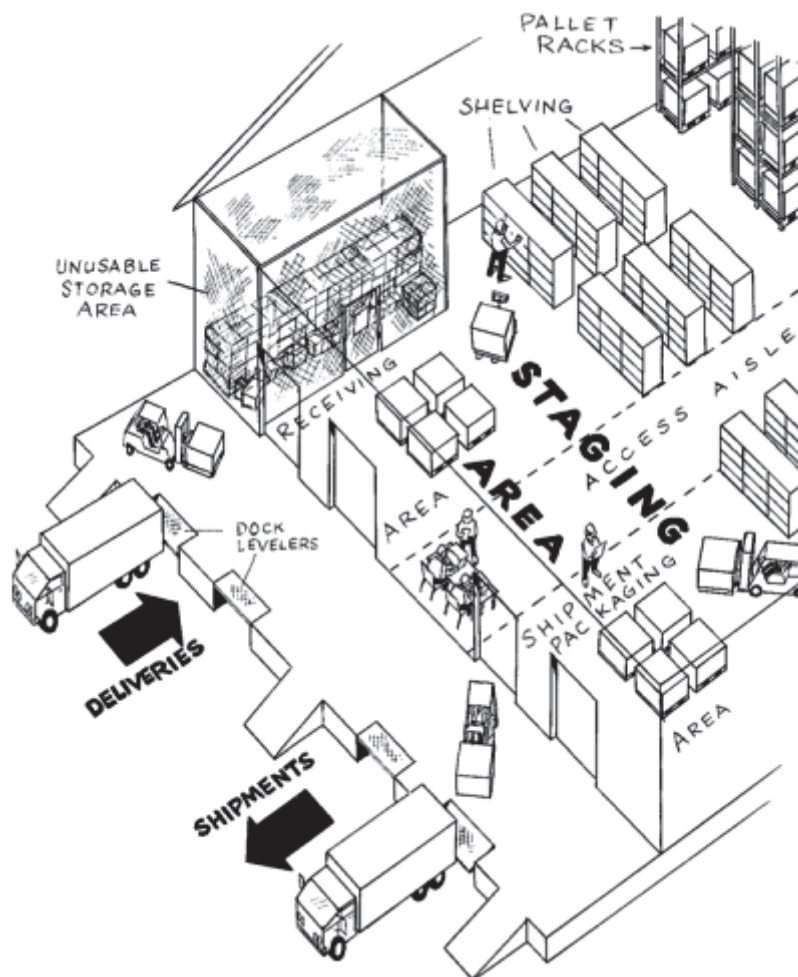 PALLET
RACKS
SHELVING
UNUSABLE
STORAGE
AREA
RECEIVING
AREA
STAGING
AREA
ACCESS AISLE
DOCK
LEVELERS
SHIPMENT
PACKAGING
AREA
DELIVERIES
SHIPMENTS